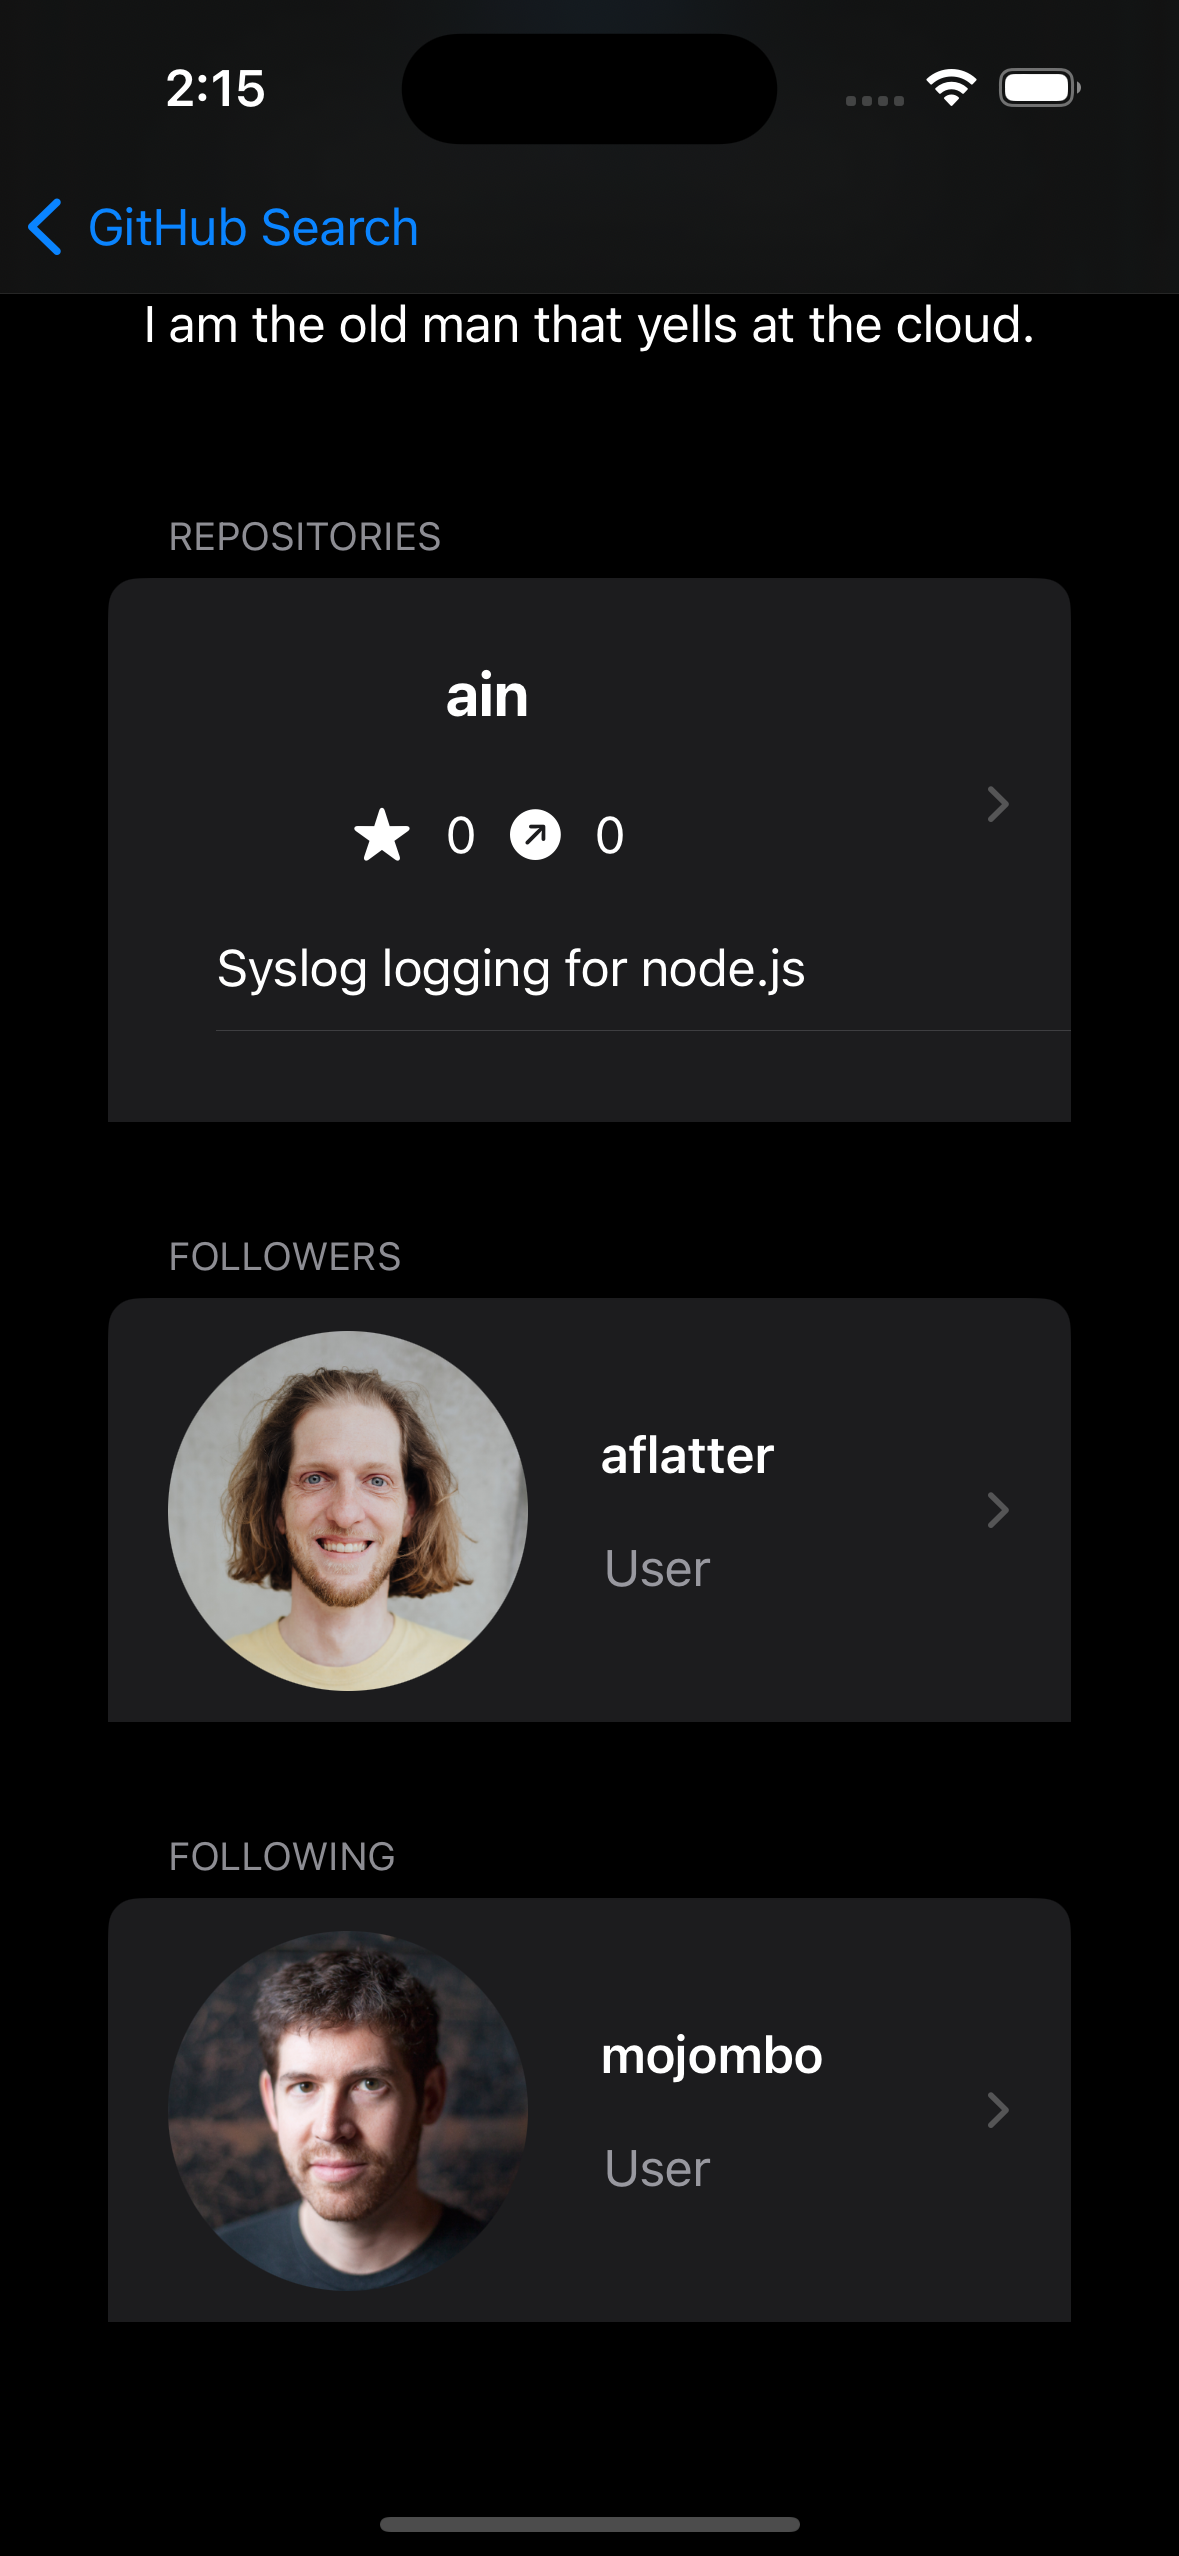 2:15
GitHub Search
I am the old man that yells at the cloud.
REPOSITORIES
ain
0 0
Syslog logging for node.js
FOLLOWERS
aflatter
User
FOLLOWING
mojombo
User